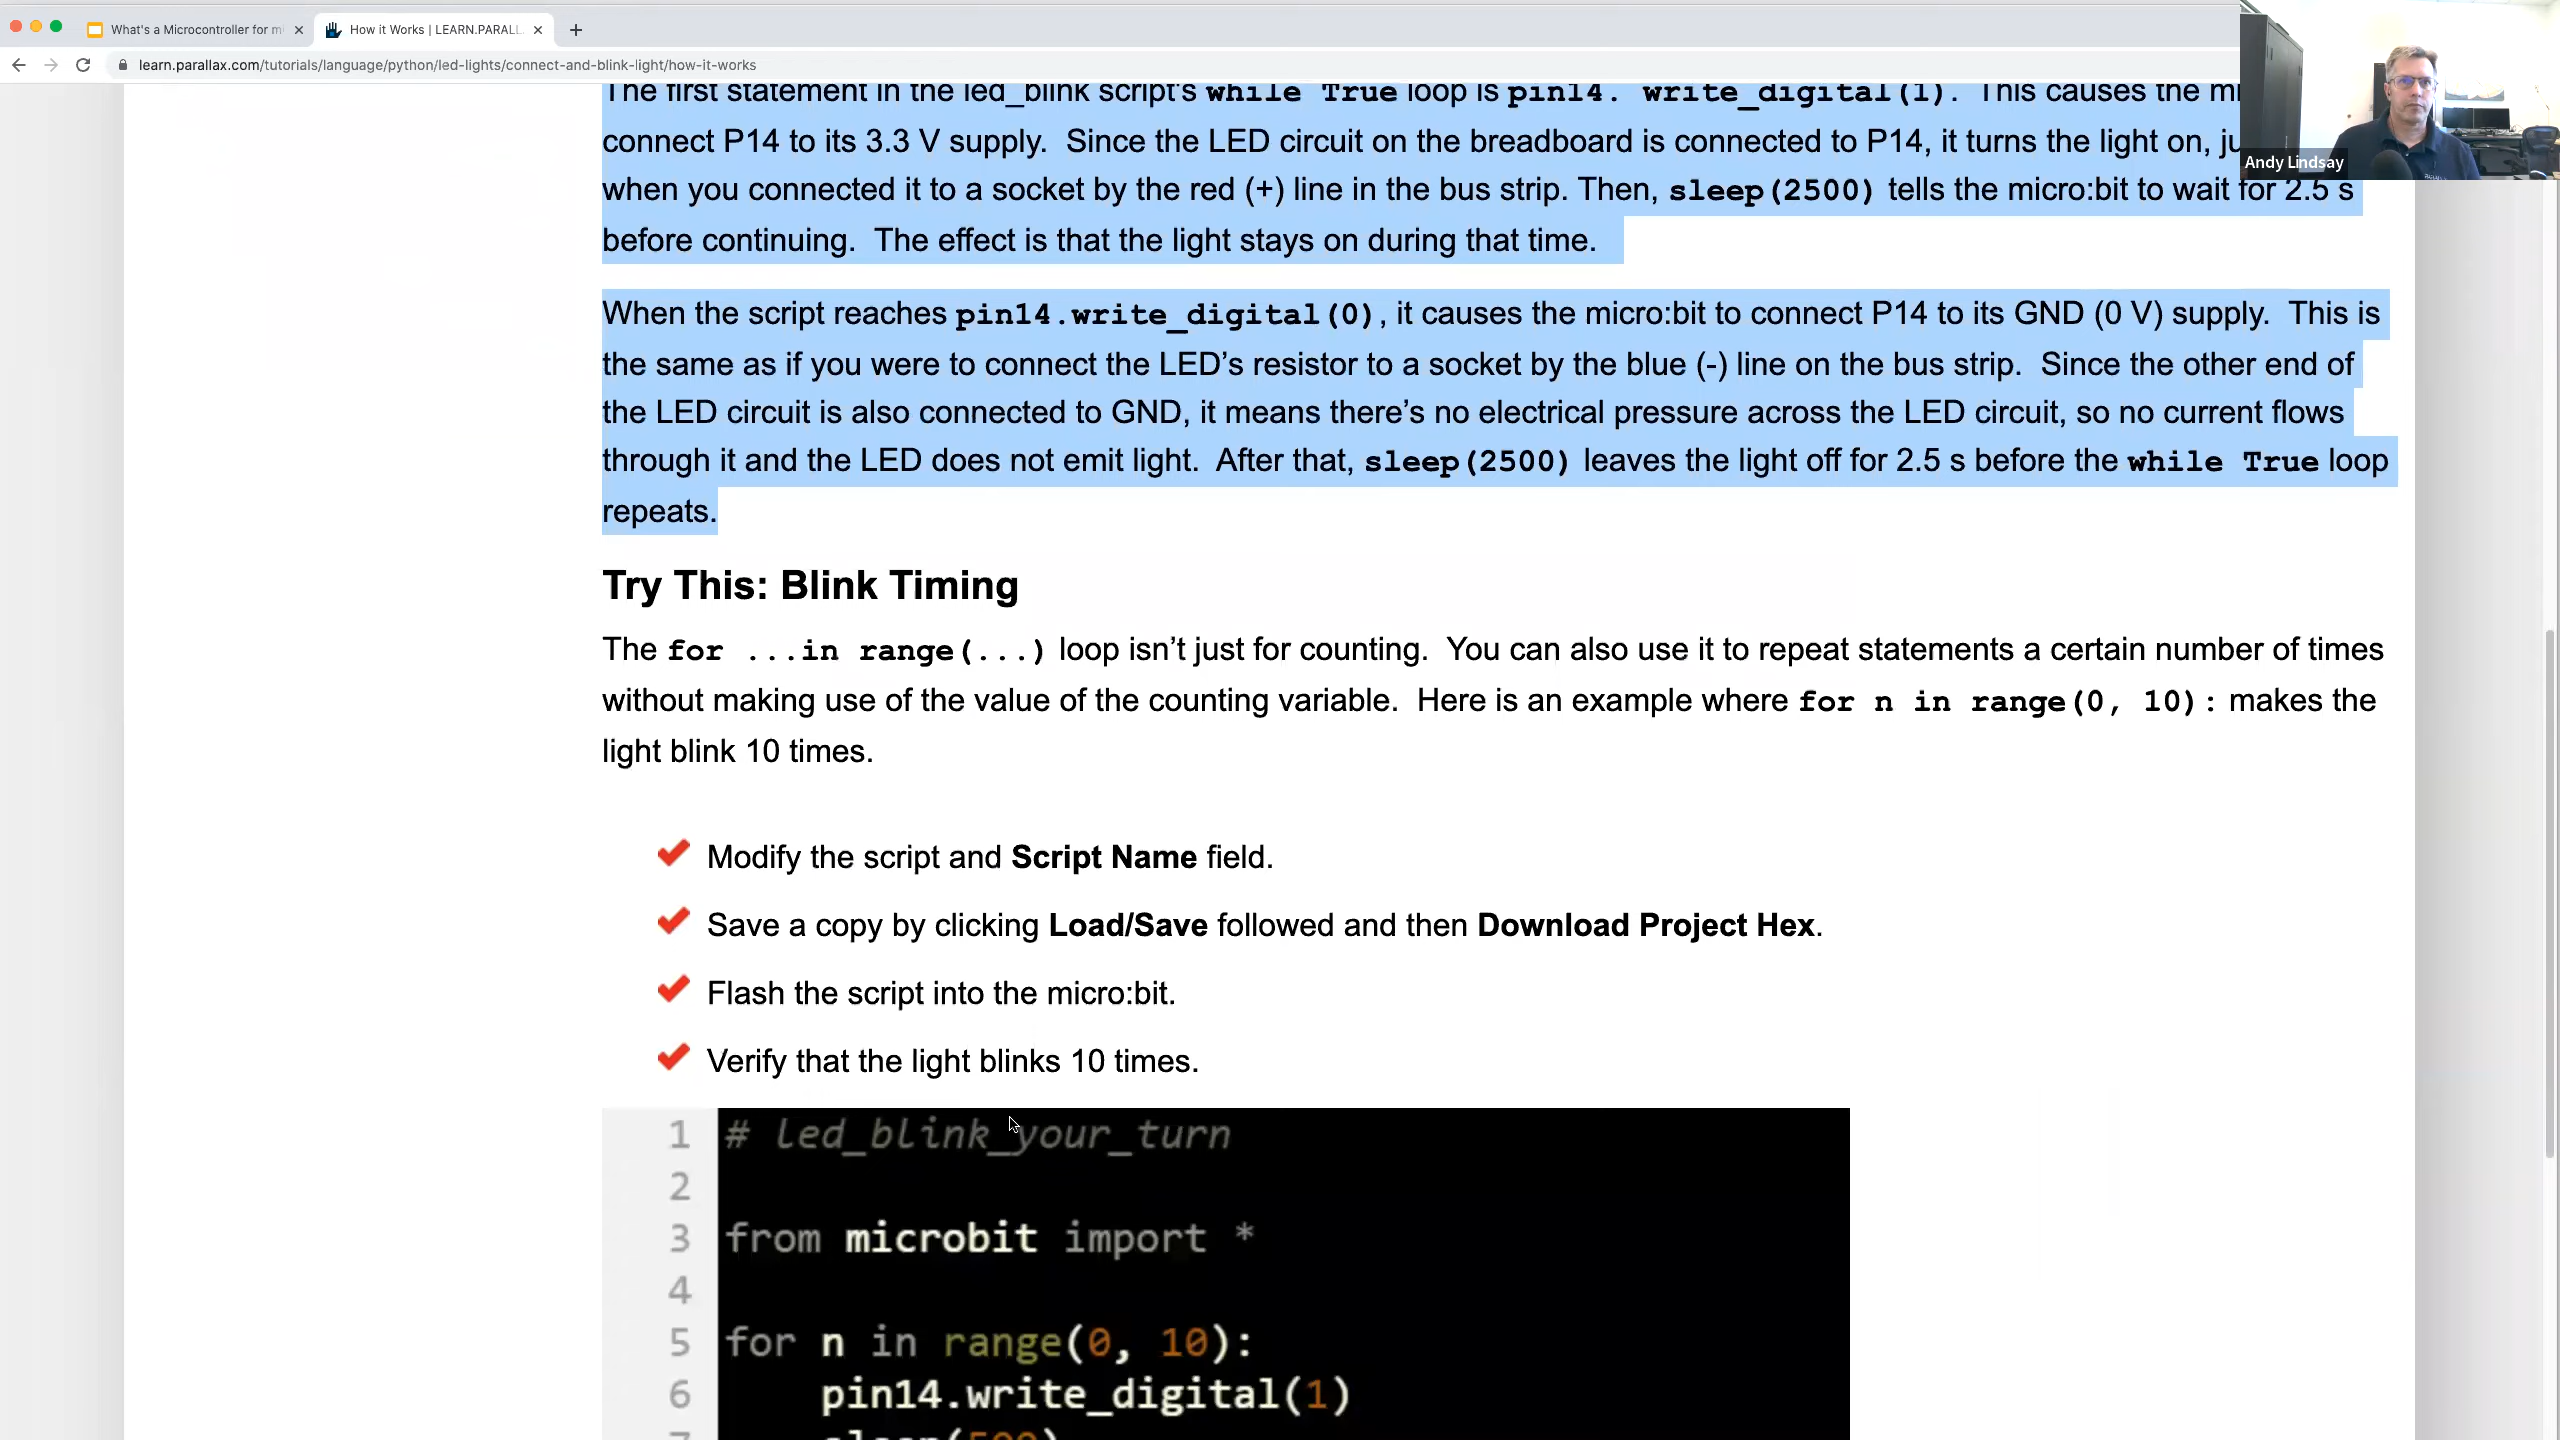 What's a Microcontroller for mi
How it Works | LEARN.PARALL
learn.parallax.com/tutorials/language/python/led-lights/connect-and-blink-light/how-it-works
Andy Lindsay
The first statement in the led_blink script's while True loop is pin14. write_digital(1). This causes the mi
connect P14 to its 3.3 V supply. Since the LED circuit on the breadboard is connected to P14, it turns the light on, ju
when you connected it to a socket by the red (+) line in the bus strip. Then, sleep(2500) tells the micro:bit to wait for 2.5 s
before continuing. The effect is that the light stays on during that time.
When the script reaches pin14.write_digital(0), it causes the micro:bit to connect P14 to its GND (0 V) supply. This is
the same as if you were to connect the LED’s resistor to a socket by the blue (-) line on the bus strip. Since the other end of
the LED circuit is also connected to GND, it means there’s no electrical pressure across the LED circuit, so no current flows
through it and the LED does not emit light. After that, sleep(2500) leaves the light off for 2.5 s before the while True loop
repeats.
Try This: Blink Timing
The for ...in range(...) loop isn’t just for counting. You can also use it to repeat statements a certain number of times
without making use of the value of the counting variable. Here is an example where for n in range(0, 10): makes the
light blink 10 times.
Modify the script and Script Name field.
Save a copy by clicking Load/Save followed and then Download Project Hex.
Flash the script into the micro:bit.
Verify that the light blinks 10 times.
1 # led_blink_your_turn
2
3 from microbit import *
4
5 for n in range(0, 10):
6 pin14.write_digital(1)
7 sleep(500)